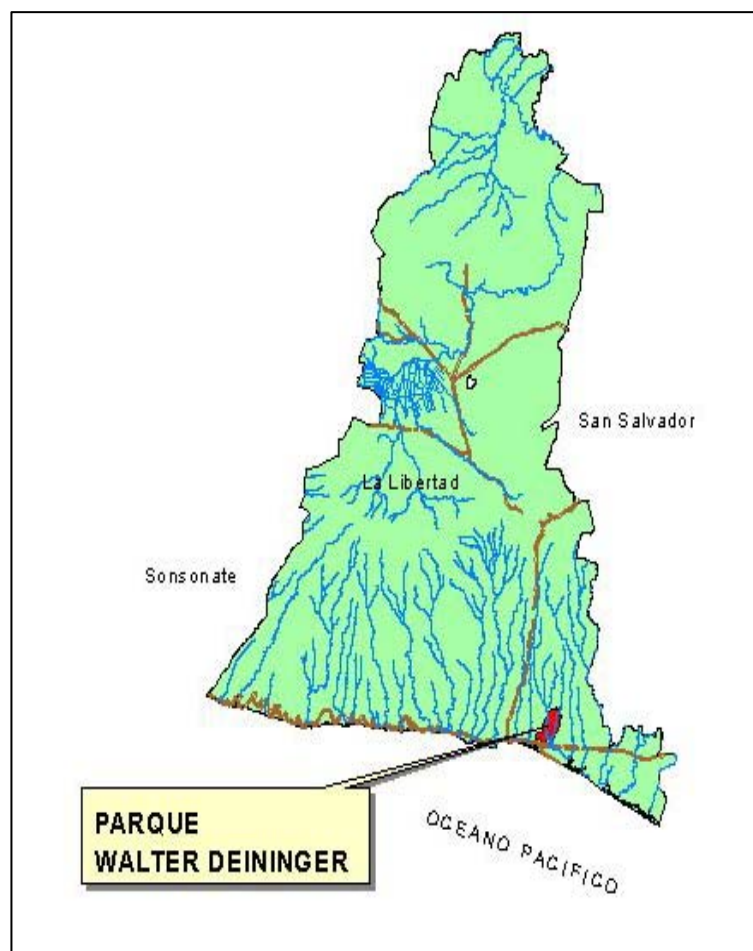 San Salvador
La Libertad
Sonsonate
PARQUE
WALTER DEININGER
OCEANO PACIFICO